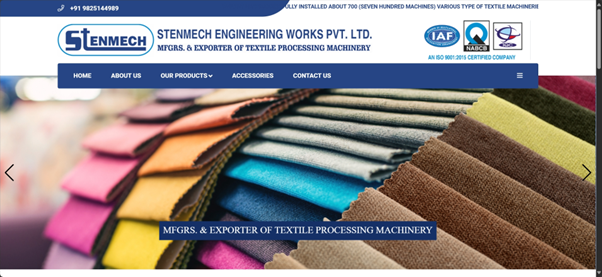 +91 9825144989
FULLY INSTALLED ABOUT 700 (SEVEN HUNDRED MACHINES) VARIOUS TYPE OF TEXTILE MACHINERIE
STENMECH
STENMECH ENGINEERING WORKS PVT. LTD.
MFGRS. & EXPORTER OF TEXTILE PROCESSING MACHINERY
IAF
NABCB
AN ISO 9001:2015 CERTIFIED COMPANY
HOME ABOUT US OUR PRODUCTS ACCESSORIES CONTACT US
MFGRS. & EXPORTER OF TEXTILE PROCESSING MACHINERY